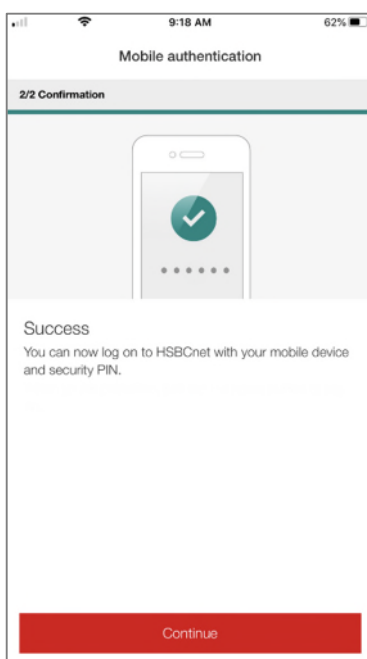 9:18 AM
62%
Mobile authentication
2/2 Confirmation
Success
You can now log on to HSBCnet with your mobile device
and security PIN.
Continue